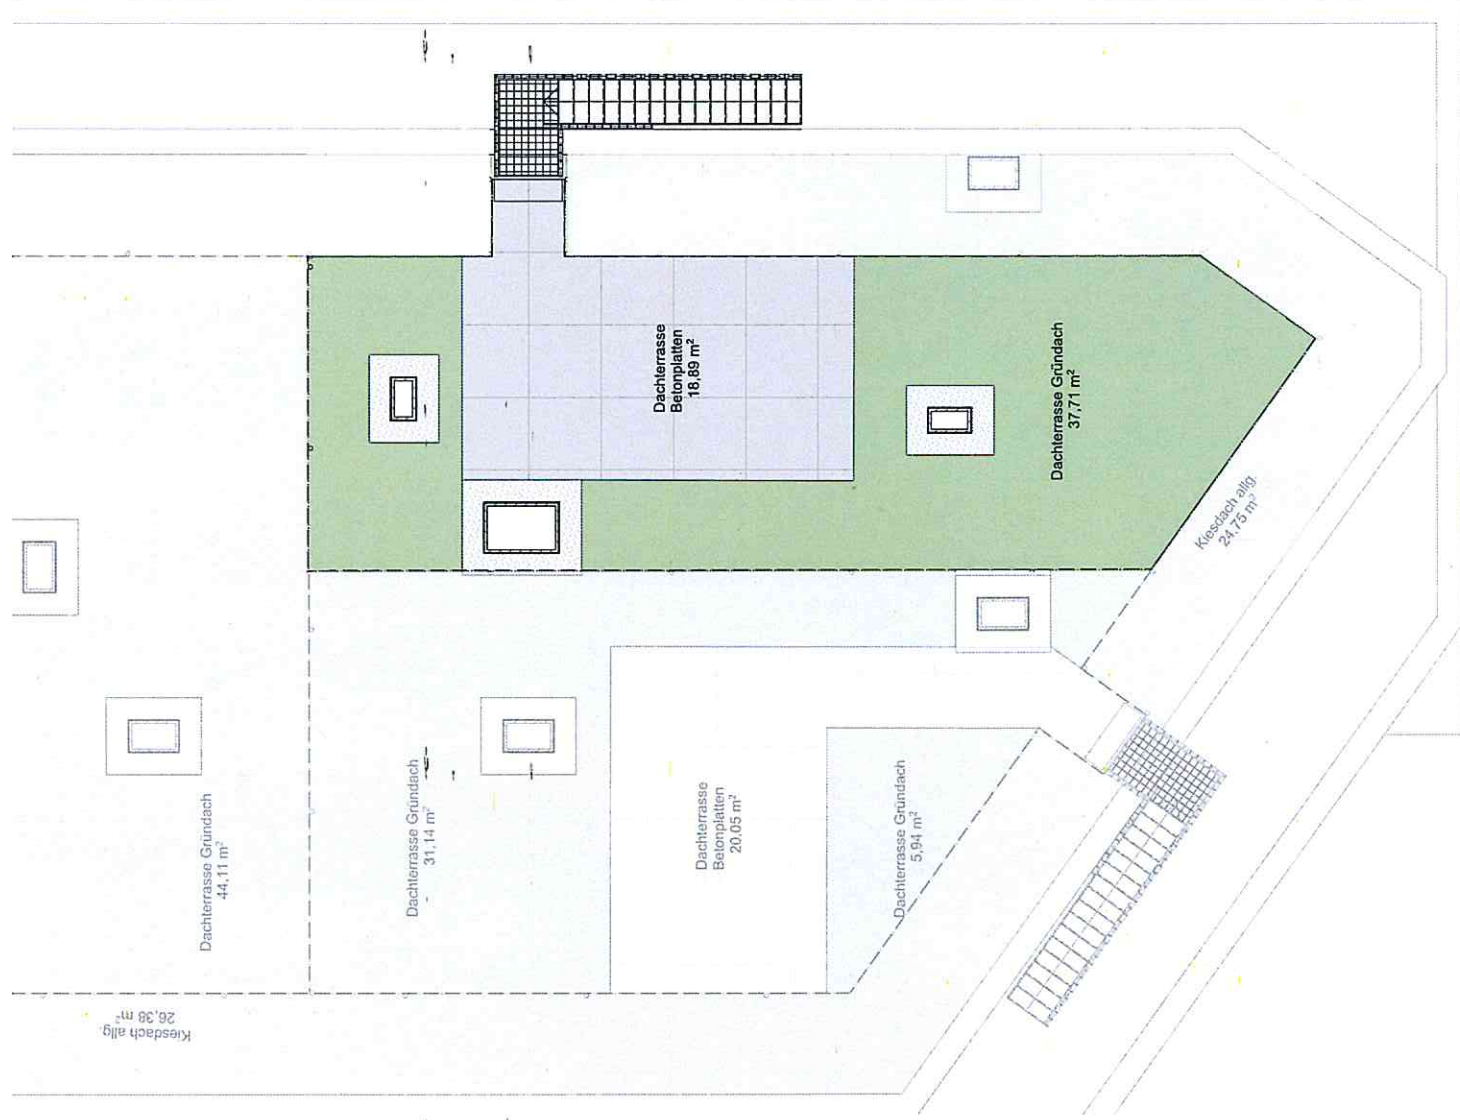 Dachterrasse
Betonplatten
18,89 m²
Dachterrasse Gründach
37,71 m²
Kiesdach allg.
24,75 m²
Dachterrasse Gründach
44,11 m²
Dachterrasse Gründach
31,14 m²
Dachterrasse
Betonplatten
20,05 m²
Dachterrasse Gründach
5,94 m²
Kiesdach allg.
26,38 m²